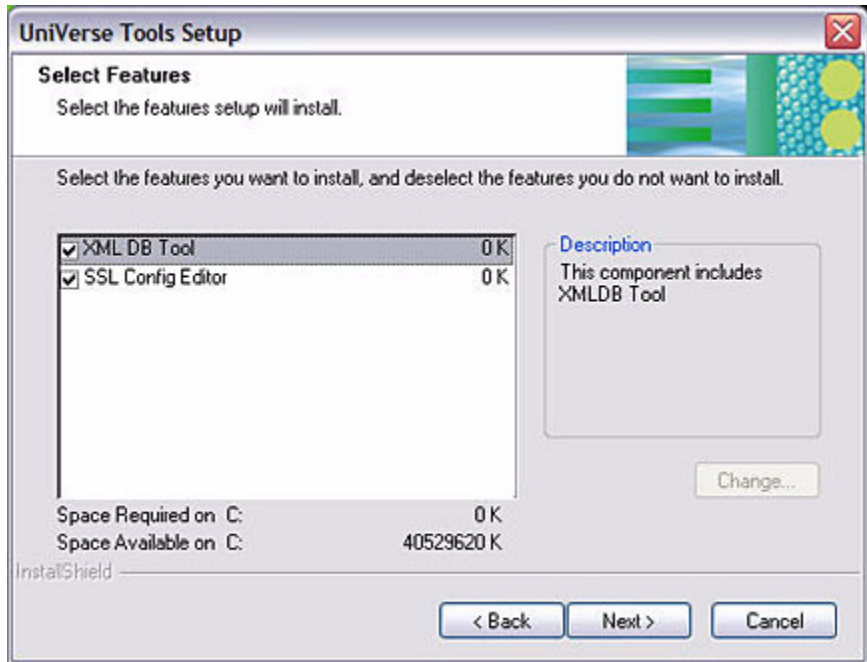 UniVerse Tools Setup
Select Features
Select the features setup will install.
Select the features you want to install, and deselect the features you do not want to install.
XML DB Tool 0 K
SSL Config Editor 0 K
Description
This component includes
XMLDB Tool
Change...
Space Required on C: 0 K
Space Available on C: 40529620 K
InstallShield
< Back Next > Cancel